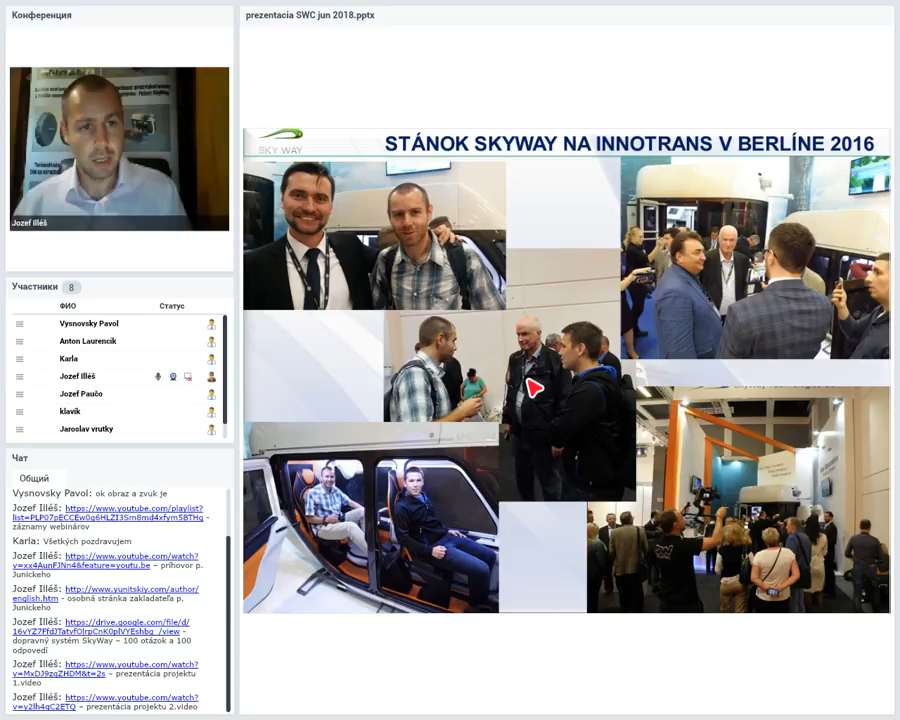 Конференция
prezentacia SWC jun 2018.pptx
Jozef Illéš
SKY WAY
STÁNOK SKYWAY NA INNOTRANS V BERLÍNE 2016
Участники 8
ФИО Статус
Vysnovsky Pavol
Anton Laurencik
Karla
Jozef Illéš
Jozef Paučo
klavik
Jaroslav vrutky
Чат
Общий
Vysnovsky Pavol: ok obraz a zvuk je
Jozef Illéš: https://www.youtube.com/playlist?
list=PLP07pECCEw0g6HLZI3Sm8md4xfym5BTHq -
záznamy webinárov
Karla: Všetkých pozdravujem
Jozef Illéš: https://www.youtube.com/watch?
v=xx4AunFJNn4&feature=youtu.be – príhovor p.
Junickeho
Jozef Illéš: http://www.yunitskiy.com/author/
english.htm - osobná stránka zakladateľa p.
Junickeho
Jozef Illéš: https://drive.google.com/file/d/
16vYZ7FfdJTatvfOlrpCnK0plVYEshbg_/view -
dopravný systém SkyWay – 100 otázok a 100
odpovedí
Jozef Illéš: https://www.youtube.com/watch?
v=MxDJ9zqZHDM&t=2s – prezentácia projektu
1.video
Jozef Illéš: https://www.youtube.com/watch?
v=y2lh4qC2ETQ – prezentácia projektu 2.video